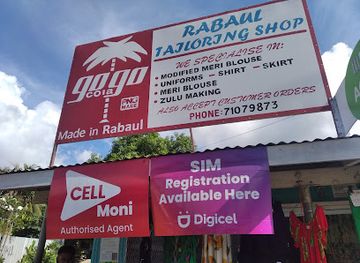 RABAUL
TAILORING SHOP
WE SPECIALISE IN:
• MODIFIED MERI BLOUSE
• UNIFORMS - SHIRT - SKIRT
• MERI BLOUSE
• ZULU MAKING
ALSO ACCEPT CUSTOMER ORDERS
PHONE: 71079873
gogo
cola
PNG
MADE
Made in Rabaul
CELL
Moni
Authorised Agent
SIM
Registration
Available Here
Digicel